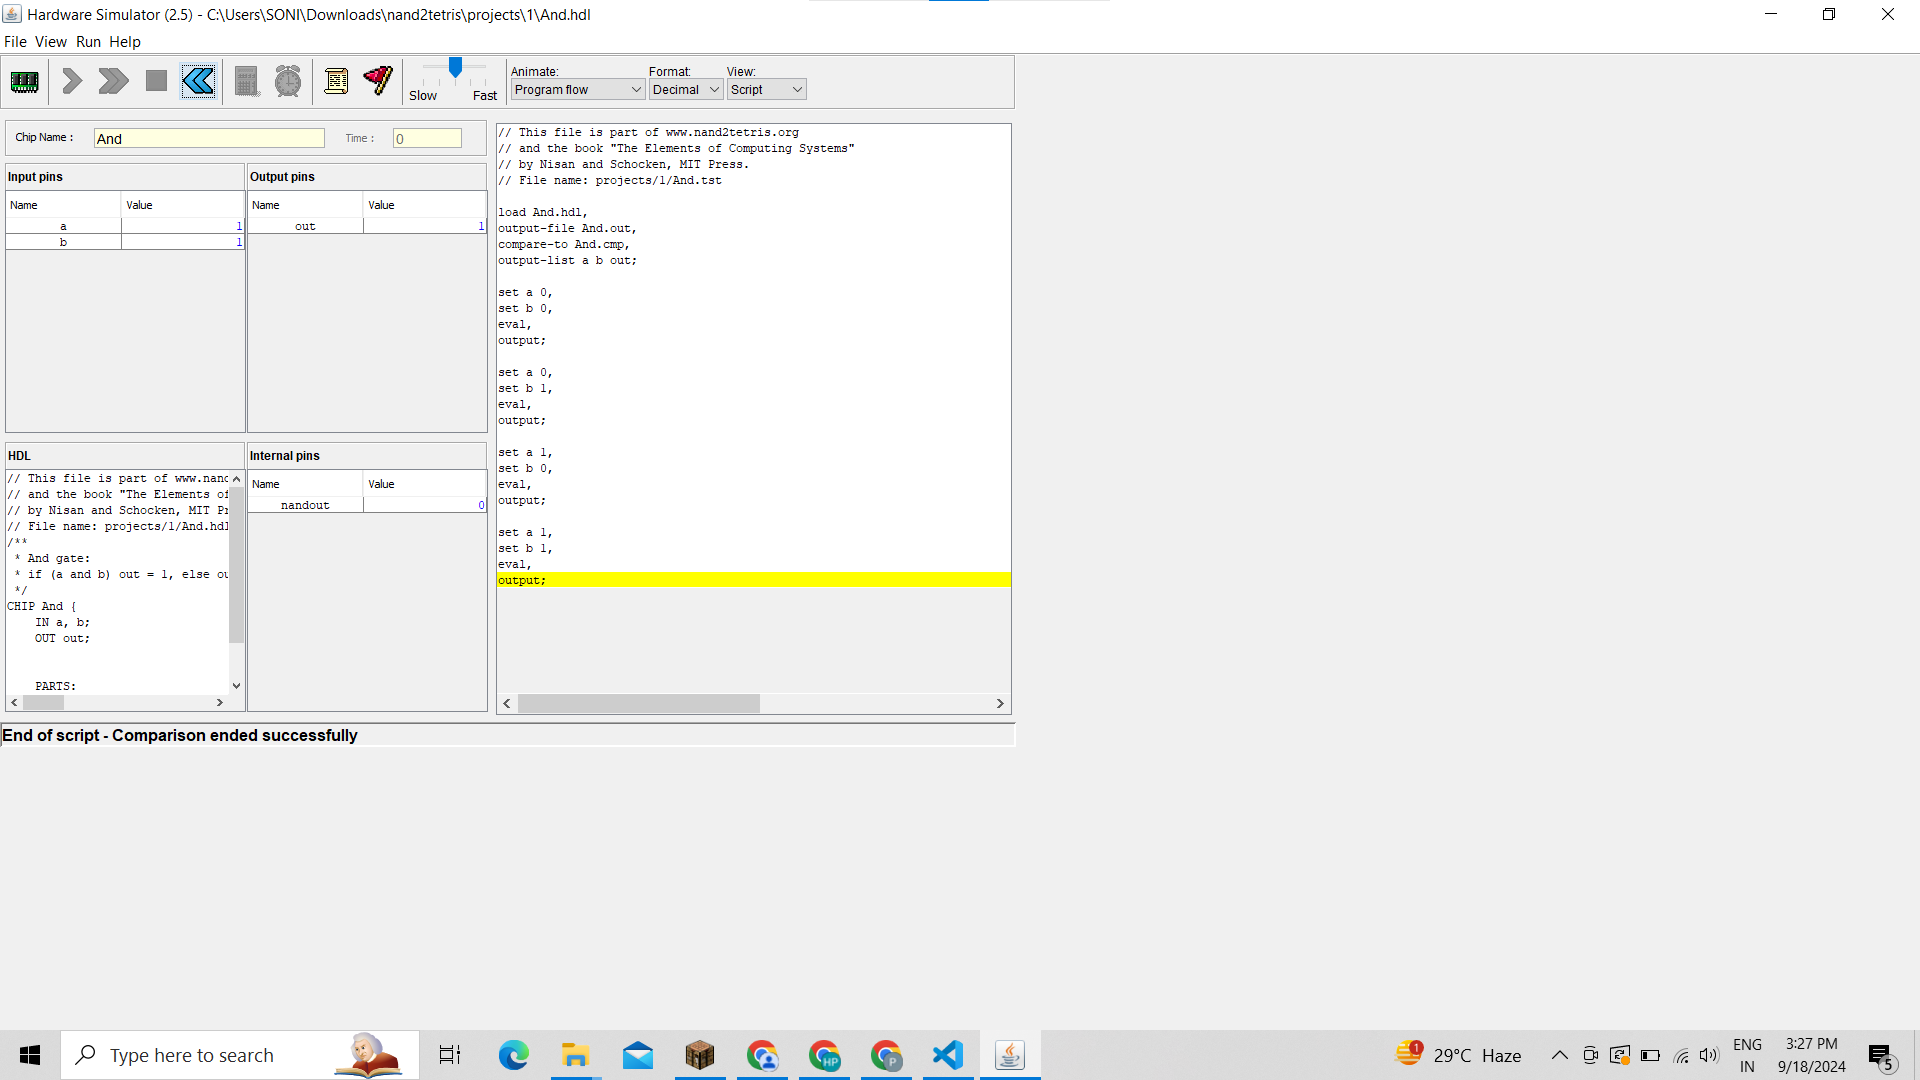 Hardware Simulator (2.5) - C:\Users\SONI\Downloads\nand2tetris\projects\1\And.hdl
File View Run Help
Slow Fast
Animate: Format: View:
Program flow Decimal Script
Chip Name : And Time : 0
Input pins
Name Value
a 1
b 1
Output pins
Name Value
out 1
HDL
// This file is part of www.nand
// and the book "The Elements of
// by Nisan and Schocken, MIT Pr
// File name: projects/1/And.hdl
/**
* And gate:
* if (a and b) out = 1, else ou
*/
CHIP And {
IN a, b;
OUT out;
PARTS:
Internal pins
Name Value
nandout 0
// This file is part of www.nand2tetris.org
// and the book "The Elements of Computing Systems"
// by Nisan and Schocken, MIT Press.
// File name: projects/1/And.tst
load And.hdl,
output-file And.out,
compare-to And.cmp,
output-list a b out;
set a 0,
set b 0,
eval,
output;
set a 0,
set b 1,
eval,
output;
set a 1,
set b 0,
eval,
output;
set a 1,
set b 1,
eval,
output;
End of script - Comparison ended successfully
Type here to search
HP
P
1
29°C Haze
ENG
IN
3:27 PM
9/18/2024
5